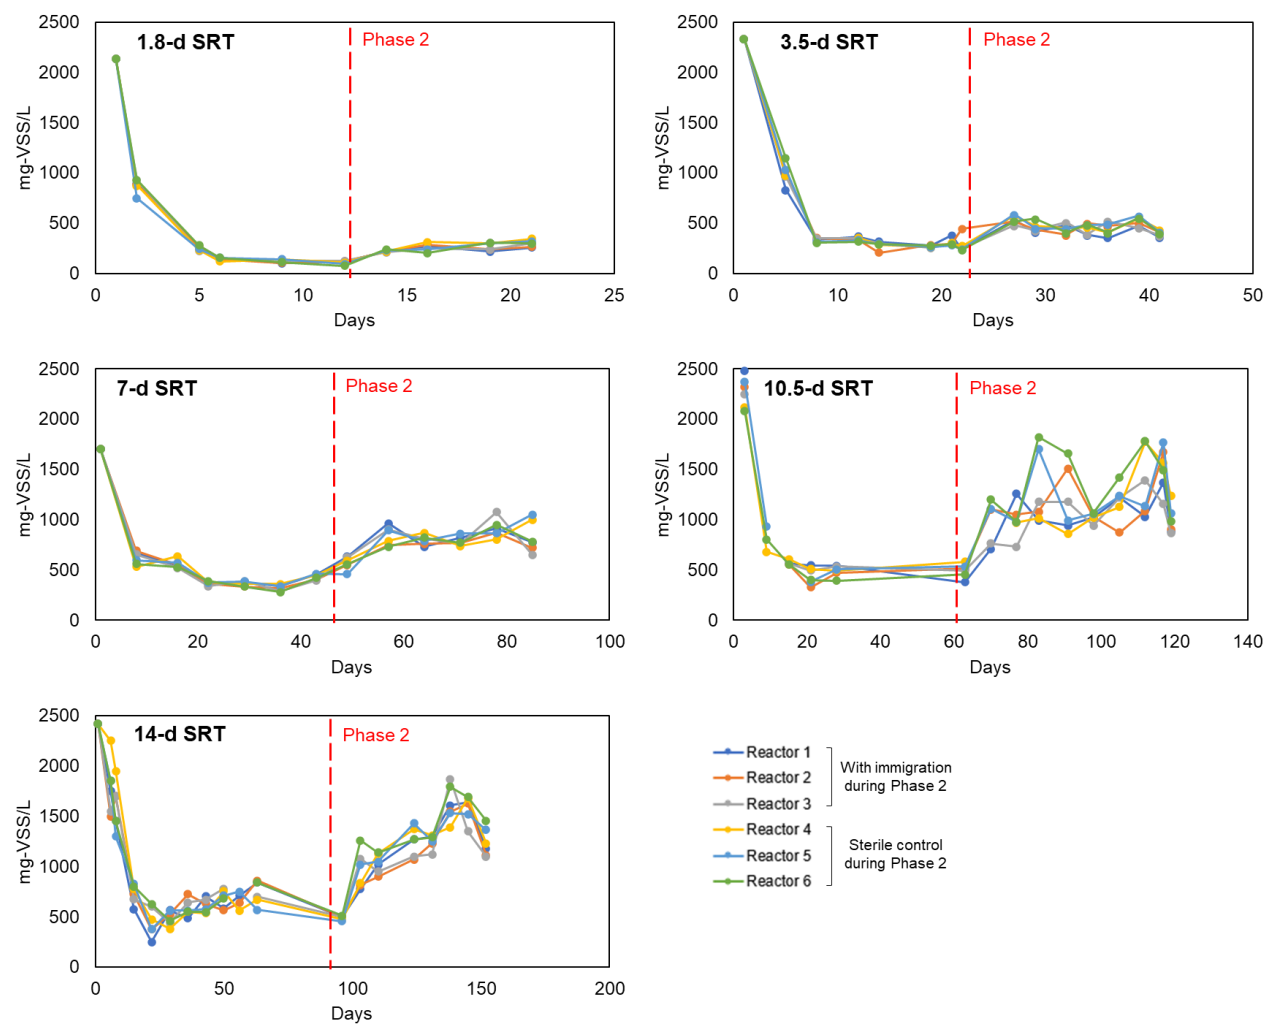 1.8-d SRT
Phase 2
mg-VSS/L
2500
2000
1500
1000
500
0
0 5 10 15 20 25
Days
3.5-d SRT
Phase 2
mg-VSS/L
2500
2000
1500
1000
500
0
0 10 20 30 40 50
Days
7-d SRT
Phase 2
mg-VSS/L
2500
2000
1500
1000
500
0
0 20 40 60 80 100
Days
10.5-d SRT
Phase 2
mg-VSS/L
2500
2000
1500
1000
500
0
0 20 40 60 80 100 120 140
Days
14-d SRT
Phase 2
mg-VSS/L
2500
2000
1500
1000
500
0
0 50 100 150 200
Days
Reactor 1
Reactor 2
Reactor 3
With immigration
during Phase 2
Reactor 4
Reactor 5
Reactor 6
Sterile control
during Phase 2